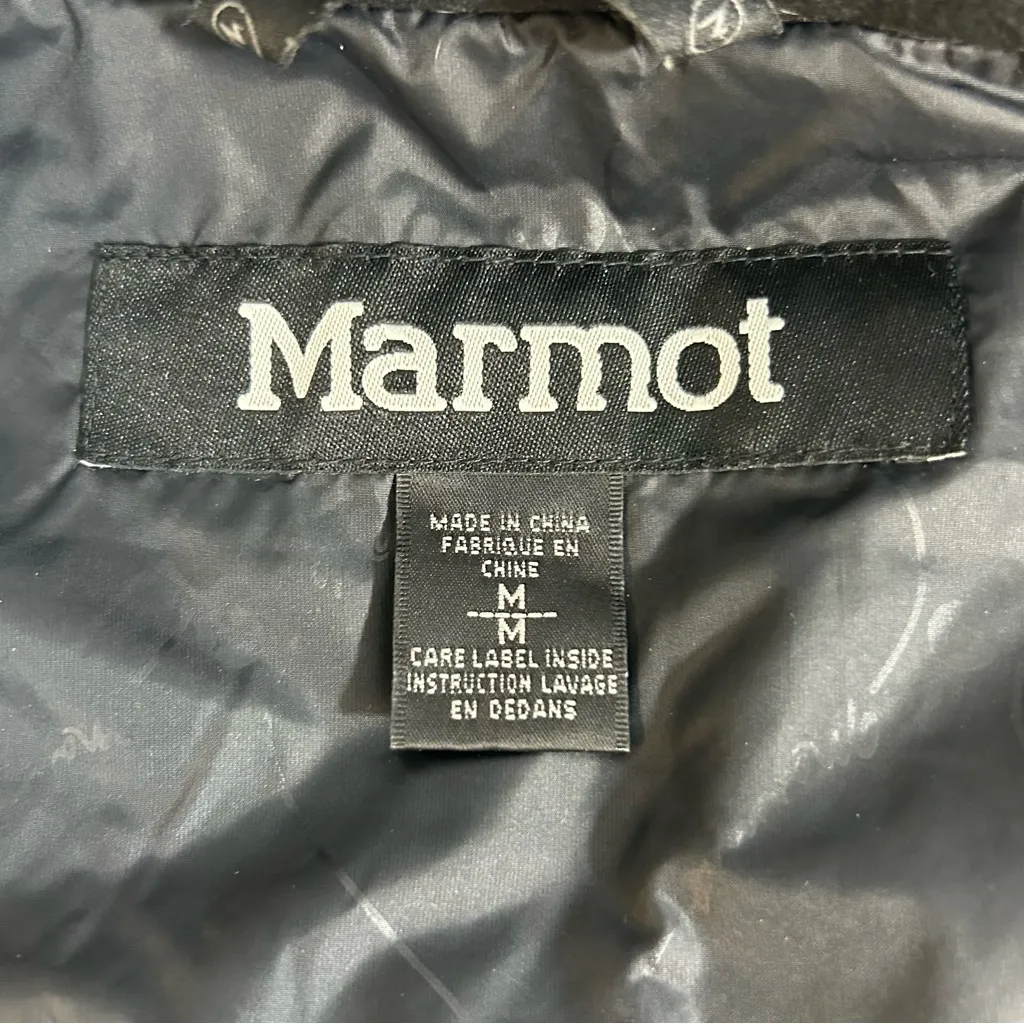 Marmot
MADE IN CHINA
FABRIQUE EN
CHINE
M
M
CARE LABEL INSIDE
INSTRUCTION LAVAGE
EN DEDANS